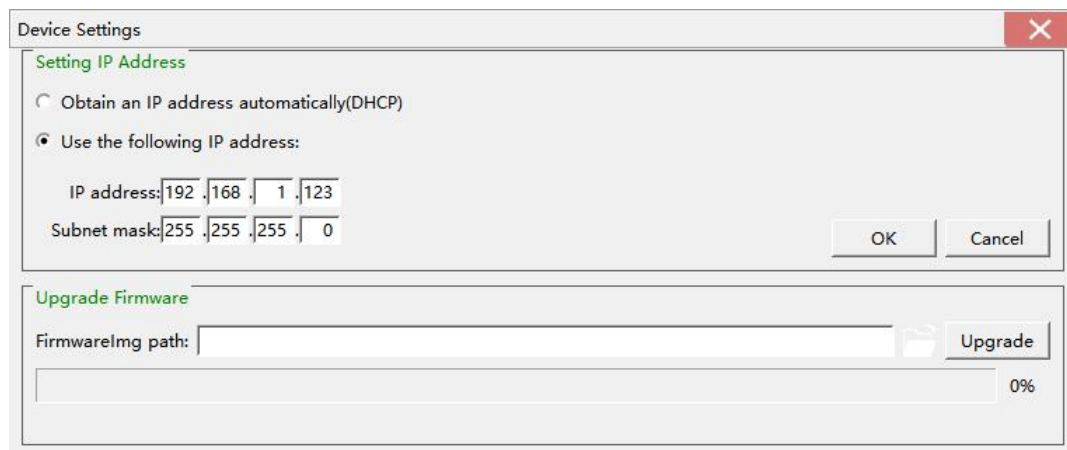 Device Settings
Setting IP Address
Obtain an IP address automatically(DHCP)
Use the following IP address:
IP address: 192 . 168 . 1 . 123
Subnet mask: 255 . 255 . 255 . 0
OK Cancel
Upgrade Firmware
FirmwareImg path: Upgrade
0%